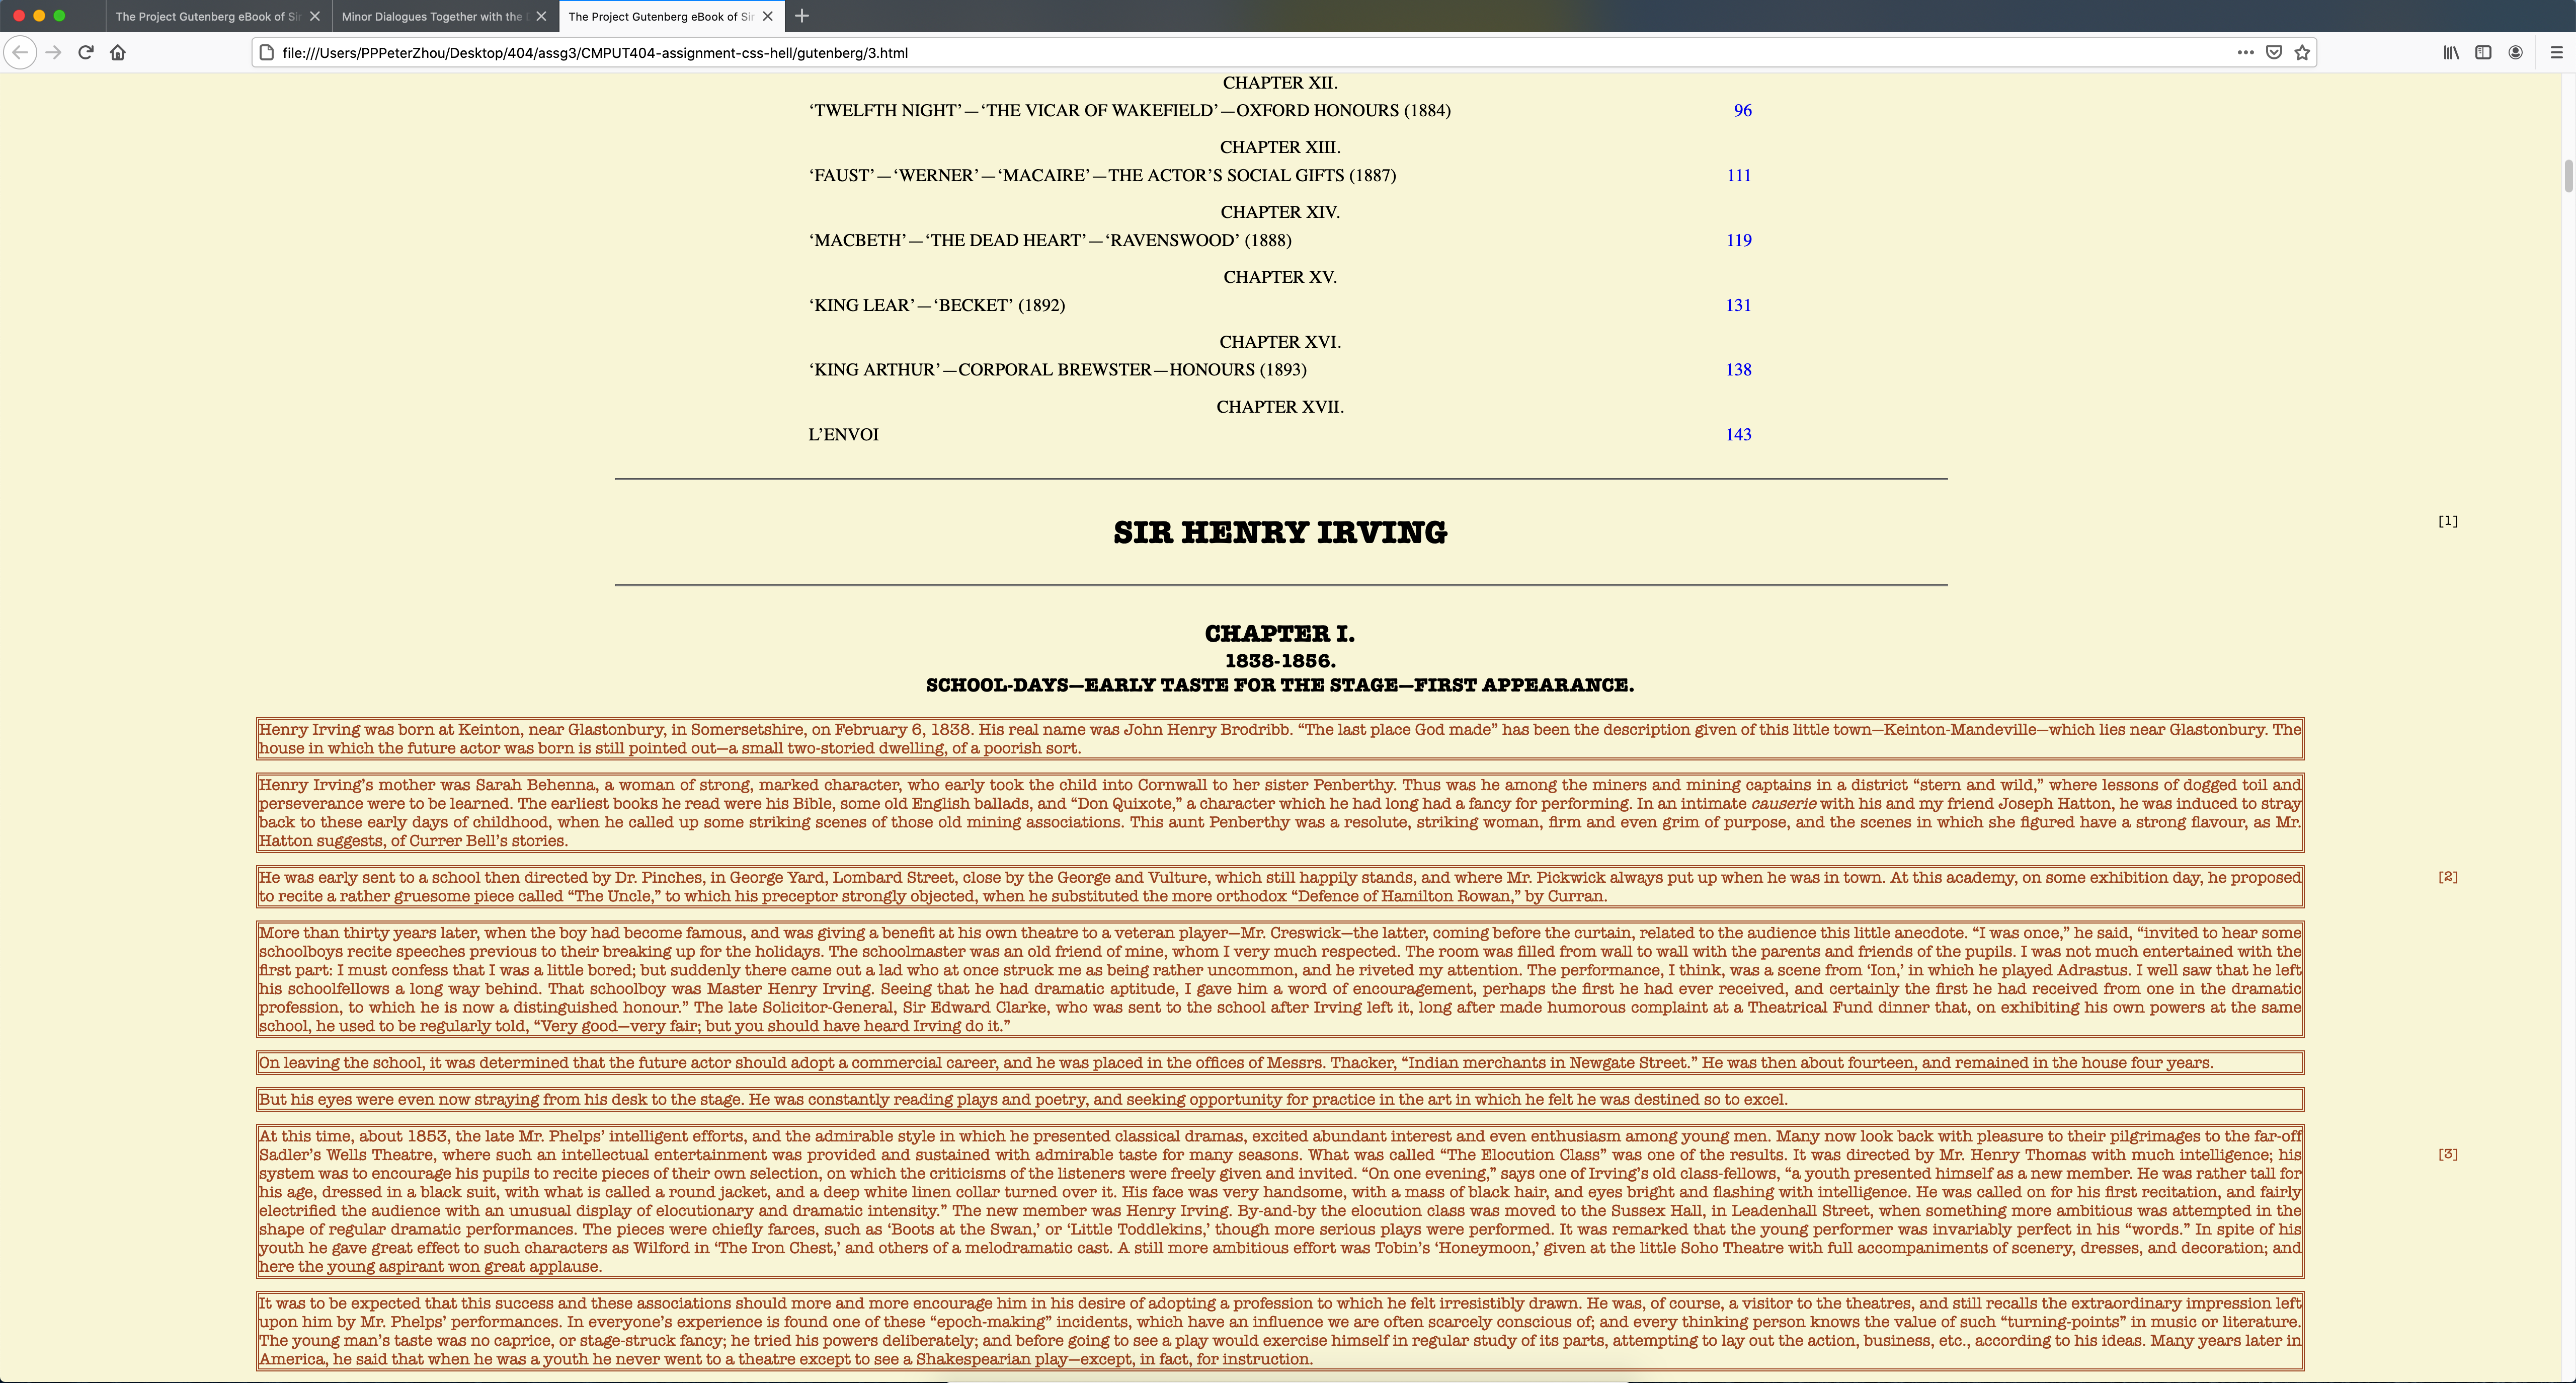 The Project Gutenberg eBook of Sir
Minor Dialogues Together with the
The Project Gutenberg eBook of Sir
file:///Users/PPPeterZhou/Desktop/404/assg3/CMPUT404-assignment-css-hell/gutenberg/3.html
CHAPTER XII.
‘TWELFTH NIGHT’—‘THE VICAR OF WAKEFIELD’—OXFORD HONOURS (1884) 96
CHAPTER XIII.
‘FAUST’—‘WERNER’—‘MACAIRE’—THE ACTOR’S SOCIAL GIFTS (1887) 111
CHAPTER XIV.
‘MACBETH’—‘THE DEAD HEART’—‘RAVENSWOOD’ (1888) 119
CHAPTER XV.
‘KING LEAR’—‘BECKET’ (1892) 131
CHAPTER XVI.
‘KING ARTHUR’—CORPORAL BREWSTER—HONOURS (1893) 138
CHAPTER XVII.
L’ENVOI 143
[1]
SIR HENRY IRVING
CHAPTER I.
1838-1856.
SCHOOL-DAYS—EARLY TASTE FOR THE STAGE—FIRST APPEARANCE.
Henry Irving was born at Keinton, near Glastonbury, in Somersetshire, on February 6, 1838. His real name was John Henry Brodribb. “The last place God made” has been the description given of this little town—Keinton-Mandeville—which lies near Glastonbury. The
house in which the future actor was born is still pointed out—a small two-storied dwelling, of a poorish sort.
Henry Irving’s mother was Sarah Behenna, a woman of strong, marked character, who early took the child into Cornwall to her sister Penberthy. Thus was he among the miners and mining captains in a district “stern and wild,” where lessons of dogged toil and
perseverance were to be learned. The earliest books he read were his Bible, some old English ballads, and “Don Quixote,” a character which he had long had a fancy for performing. In an intimate causerie with his and my friend Joseph Hatton, he was induced to stray
back to these early days of childhood, when he called up some striking scenes of those old mining associations. This aunt Penberthy was a resolute, striking woman, firm and even grim of purpose, and the scenes in which she figured have a strong flavour, as Mr.
Hatton suggests, of Currer Bell’s stories.
He was early sent to a school then directed by Dr. Pinches, in George Yard, Lombard Street, close by the George and Vulture, which still happily stands, and where Mr. Pickwick always put up when he was in town. At this academy, on some exhibition day, he proposed
[2]
to recite a rather gruesome piece called “The Uncle,” to which his preceptor strongly objected, when he substituted the more orthodox “Defence of Hamilton Rowan,” by Curran.
More than thirty years later, when the boy had become famous, and was giving a benefit at his own theatre to a veteran player—Mr. Creswick—the latter, coming before the curtain, related to the audience this little anecdote. “I was once,” he said, “invited to hear some
schoolboys recite speeches previous to their breaking up for the holidays. The schoolmaster was an old friend of mine, whom I very much respected. The room was filled from wall to wall with the parents and friends of the pupils. I was not much entertained with the
first part: I must confess that I was a little bored; but suddenly there came out a lad who at once struck me as being rather uncommon, and he riveted my attention. The performance, I think, was a scene from ‘Ion,’ in which he played Adrastus. I well saw that he left
his schoolfellows a long way behind. That schoolboy was Master Henry Irving. Seeing that he had dramatic aptitude, I gave him a word of encouragement, perhaps the first he had ever received, and certainly the first he had received from one in the dramatic
profession, to which he is now a distinguished honour.” The late Solicitor-General, Sir Edward Clarke, who was sent to the school after Irving left it, long after made humorous complaint at a Theatrical Fund dinner that, on exhibiting his own powers at the same
school, he used to be regularly told, “Very good—very fair; but you should have heard Irving do it.”
On leaving the school, it was determined that the future actor should adopt a commercial career, and he was placed in the offices of Messrs. Thacker, “Indian merchants in Newgate Street.” He was then about fourteen, and remained in the house four years.
But his eyes were even now straying from his desk to the stage. He was constantly reading plays and poetry, and seeking opportunity for practice in the art in which he felt he was destined so to excel.
At this time, about 1853, the late Mr. Phelps’ intelligent efforts, and the admirable style in which he presented classical dramas, excited abundant interest and even enthusiasm among young men. Many now look back with pleasure to their pilgrimages to the far-off
Sadler’s Wells Theatre, where such an intellectual entertainment was provided and sustained with admirable taste for many seasons. What was called “The Elocution Class” was one of the results. It was directed by Mr. Henry Thomas with much intelligence; his
[3]
system was to encourage his pupils to recite pieces of their own selection, on which the criticisms of the listeners were freely given and invited. “On one evening,” says one of Irving’s old class-fellows, “a youth presented himself as a new member. He was rather tall for
his age, dressed in a black suit, with what is called a round jacket, and a deep white linen collar turned over it. His face was very handsome, with a mass of black hair, and eyes bright and flashing with intelligence. He was called on for his first recitation, and fairly
electrified the audience with an unusual display of elocutionary and dramatic intensity.” The new member was Henry Irving. By-and-by the elocution class was moved to the Sussex Hall, in Leadenhall Street, when something more ambitious was attempted in the
shape of regular dramatic performances. The pieces were chiefly farces, such as ‘Boots at the Swan,’ or ‘Little Toddlekins,’ though more serious plays were performed. It was remarked that the young performer was invariably perfect in his “words.” In spite of his
youth he gave great effect to such characters as Wilford in ‘The Iron Chest,’ and others of a melodramatic cast. A still more ambitious effort was Tobin’s ‘Honeymoon,’ given at the little Soho Theatre with full accompaniments of scenery, dresses, and decoration; and
here the young aspirant won great applause.
It was to be expected that this success and these associations should more and more encourage him in his desire of adopting a profession to which he felt irresistibly drawn. He was, of course, a visitor to the theatres, and still recalls the extraordinary impression left
upon him by Mr. Phelps’ performances. In everyone’s experience is found one of these “epoch-making” incidents, which have an influence we are often scarcely conscious of; and every thinking person knows the value of such “turning-points” in music or literature.
The young man’s taste was no caprice, or stage-struck fancy; he tried his powers deliberately; and before going to see a play would exercise himself in regular study of its parts, attempting to lay out the action, business, etc., according to his ideas. Many years later in
America, he said that when he was a youth he never went to a theatre except to see a Shakespearian play—except, in fact, for instruction.